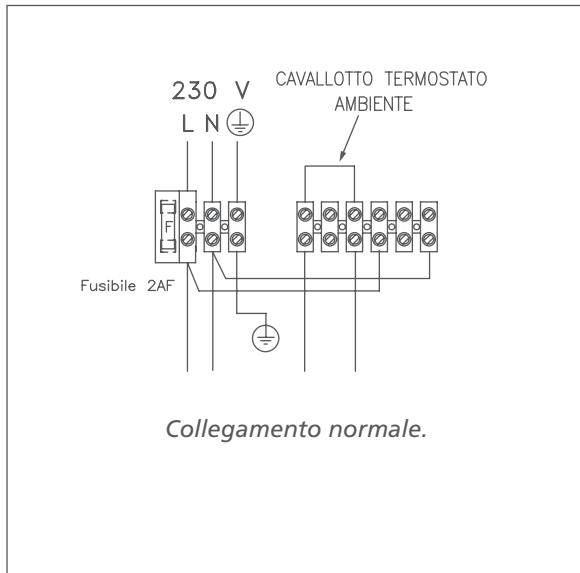 230 V
L N
CAVALLOTTO TERMOSTATO
AMBIENTE
F
Fusibile 2AF
Collegamento normale.